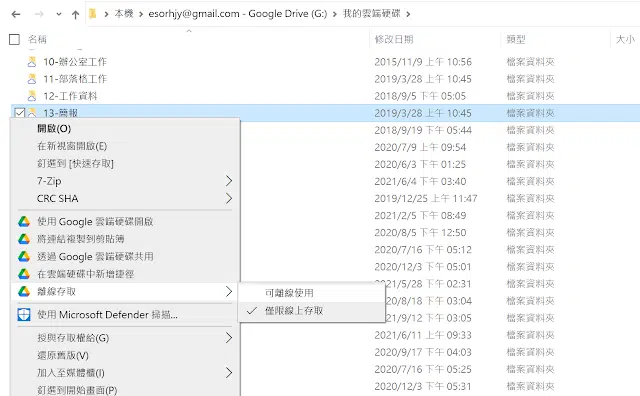 本機 › esorhjy@gmail.com - Google Drive (G:) › 我的雲端硬碟 ›
名稱 修改日期 類型 大小
10-辦公室工作 2015/11/9 上午 10:56 檔案資料夾
11-部落格工作 2019/3/28 上午 10:45 檔案資料夾
12-工作資料 2018/9/5 下午 05:05 檔案資料夾
13-簡報 2019/3/28 上午 10:45 檔案資料夾
開啟(O) 2018/9/19 下午 05:44 檔案資料夾
在新視窗開啟(E) 2020/7/9 上午 09:54 檔案資料夾
釘選到 [快速存取] 2020/6/3 下午 01:25 檔案資料夾
7-Zip 2021/6/4 下午 03:40 檔案資料夾
CRC SHA 2019/12/25 上午 11:47 檔案資料夾
使用 Google 雲端硬碟開啟 2021/2/5 下午 08:49 檔案資料夾
將連結複製到剪貼簿 2020/8/5 下午 12:50 檔案資料夾
透過 Google 雲端硬碟共用 2020/7/16 下午 05:12 檔案資料夾
在雲端硬碟中新增捷徑 2020/12/3 下午 05:01 檔案資料夾
離線存取 2021/5/28 下午 02:31 檔案資料夾
可離線使用 2020/8/18 下午 03:04 檔案資料夾
僅限線上存取 2020/12/3 下午 03:05 檔案資料夾
使用 Microsoft Defender 掃描...
2021/6/11 下午 09:33 檔案資料夾
授與存取權給(G) 2020/9/17 下午 04:03 檔案資料夾
還原舊版(V)
加入至媒體櫃(I) 2020/7/16 下午 05:25 檔案資料夾
釘選到開始畫面(P) 2020/12/3 下午 05:31 檔案資料夾